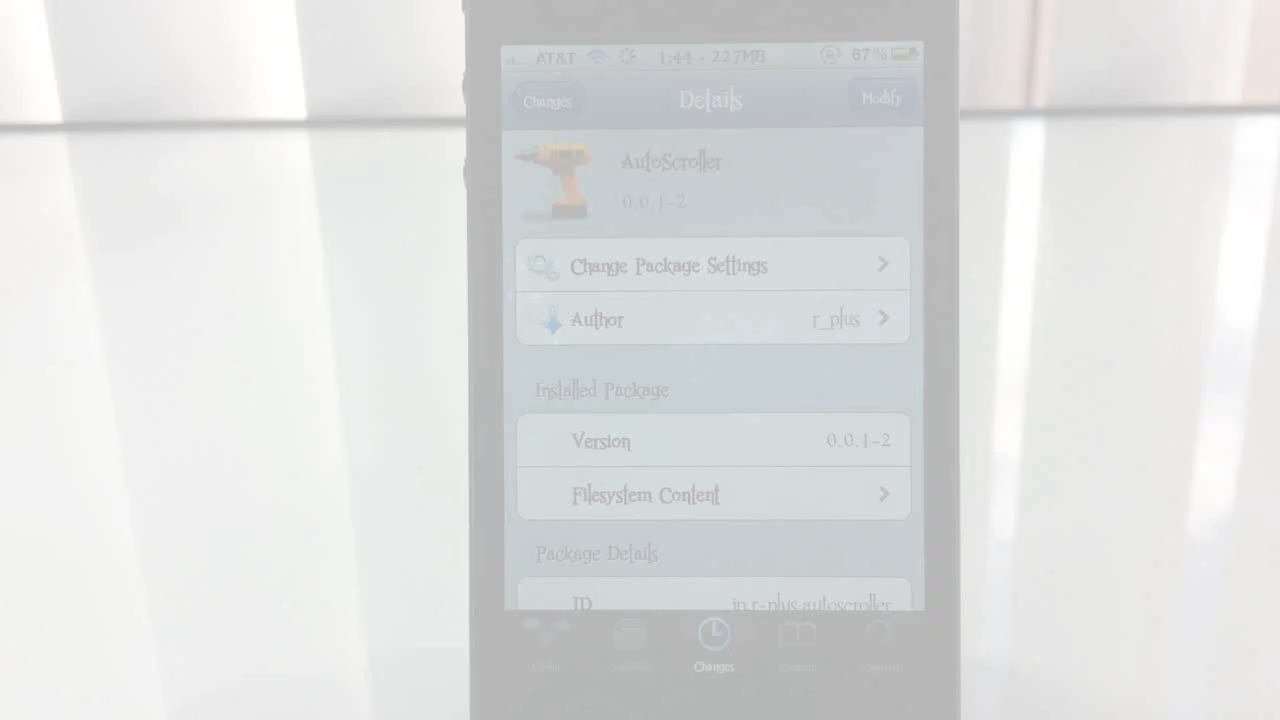 AT&T 1:44 - 227MB 67%
Changes Details Modify
AutoScroller
0.0.1-2
Change Package Settings
Author r_plus
Installed Package
Version 0.0.1-2
Filesystem Content
Package Details
ID in.r-plus.autoscroller
Changes